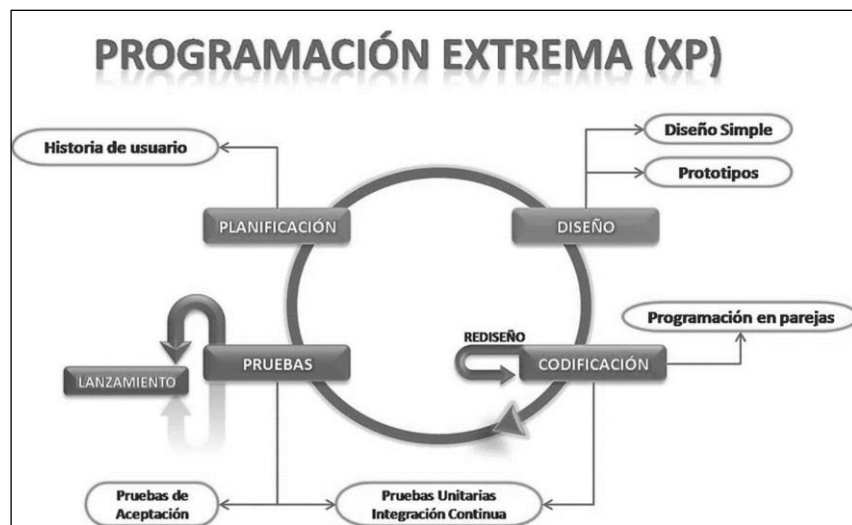 PROGRAMACIÓN EXTREMA (XP)
Historia de usuario
Diseño Simple
Prototipos
PLANIFICACIÓN
DISEÑO
Programación en parejas
REDISEÑO
LANZAMIENTO
PRUEBAS
CODIFICACIÓN
Pruebas de
Aceptación
Pruebas Unitarias
Integración Continua